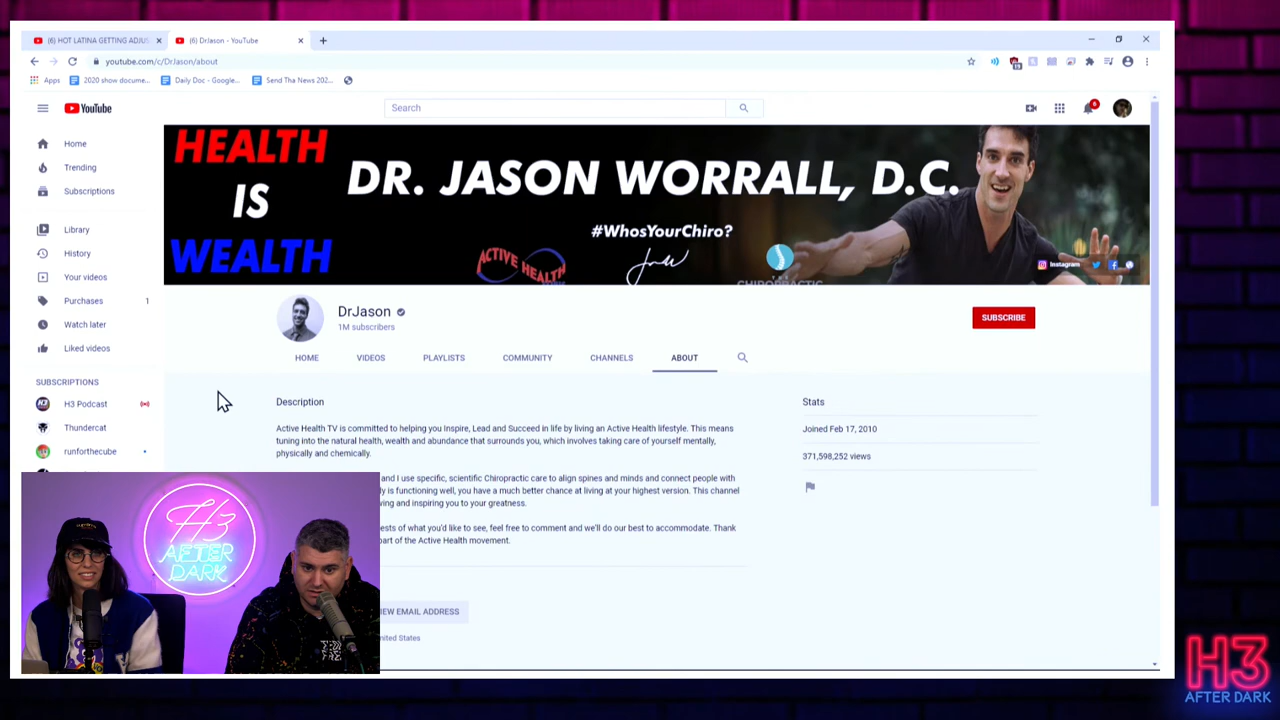 (6) HOT LATINA GETTING ADJUS
(6) DrJason - YouTube
youtube.com/c/DrJason/about
Apps
2020 show docume...
Daily Doc - Google...
Send Tha News 202...
YouTube
Search
6
Home
Trending
Subscriptions
Library
History
Your videos
Purchases 1
Watch later
Liked videos
SUBSCRIPTIONS
H3 Podcast
Thundercat
runforthecube
HEALTH
IS
WEALTH
DR. JASON WORRALL, D.C.
#WhosYourChiro?
ACTIVE HEALTH
CHIROPRACTIC
Instagram
DrJason
1M subscribers
SUBSCRIBE
HOME VIDEOS PLAYLISTS COMMUNITY CHANNELS ABOUT
Description
Active Health TV is committed to helping you Inspire, Lead and Succeed in life by living an Active Health lifestyle. This means
tuning into the natural health, wealth and abundance that surrounds you, which involves taking care of yourself mentally,
physically and chemically.
and I use specific, scientific Chiropractic care to align spines and minds and connect people with
ly is functioning well, you have a much better chance at living at your highest version. This channel
ving and inspiring you to your greatness.
ests of what you'd like to see, feel free to comment and we'll do our best to accommodate. Thank
part of the Active Health movement.
IEW EMAIL ADDRESS
nited States
Stats
Joined Feb 17, 2010
371,598,252 views
H3
AFTER
DARK
H3
AFTER DARK